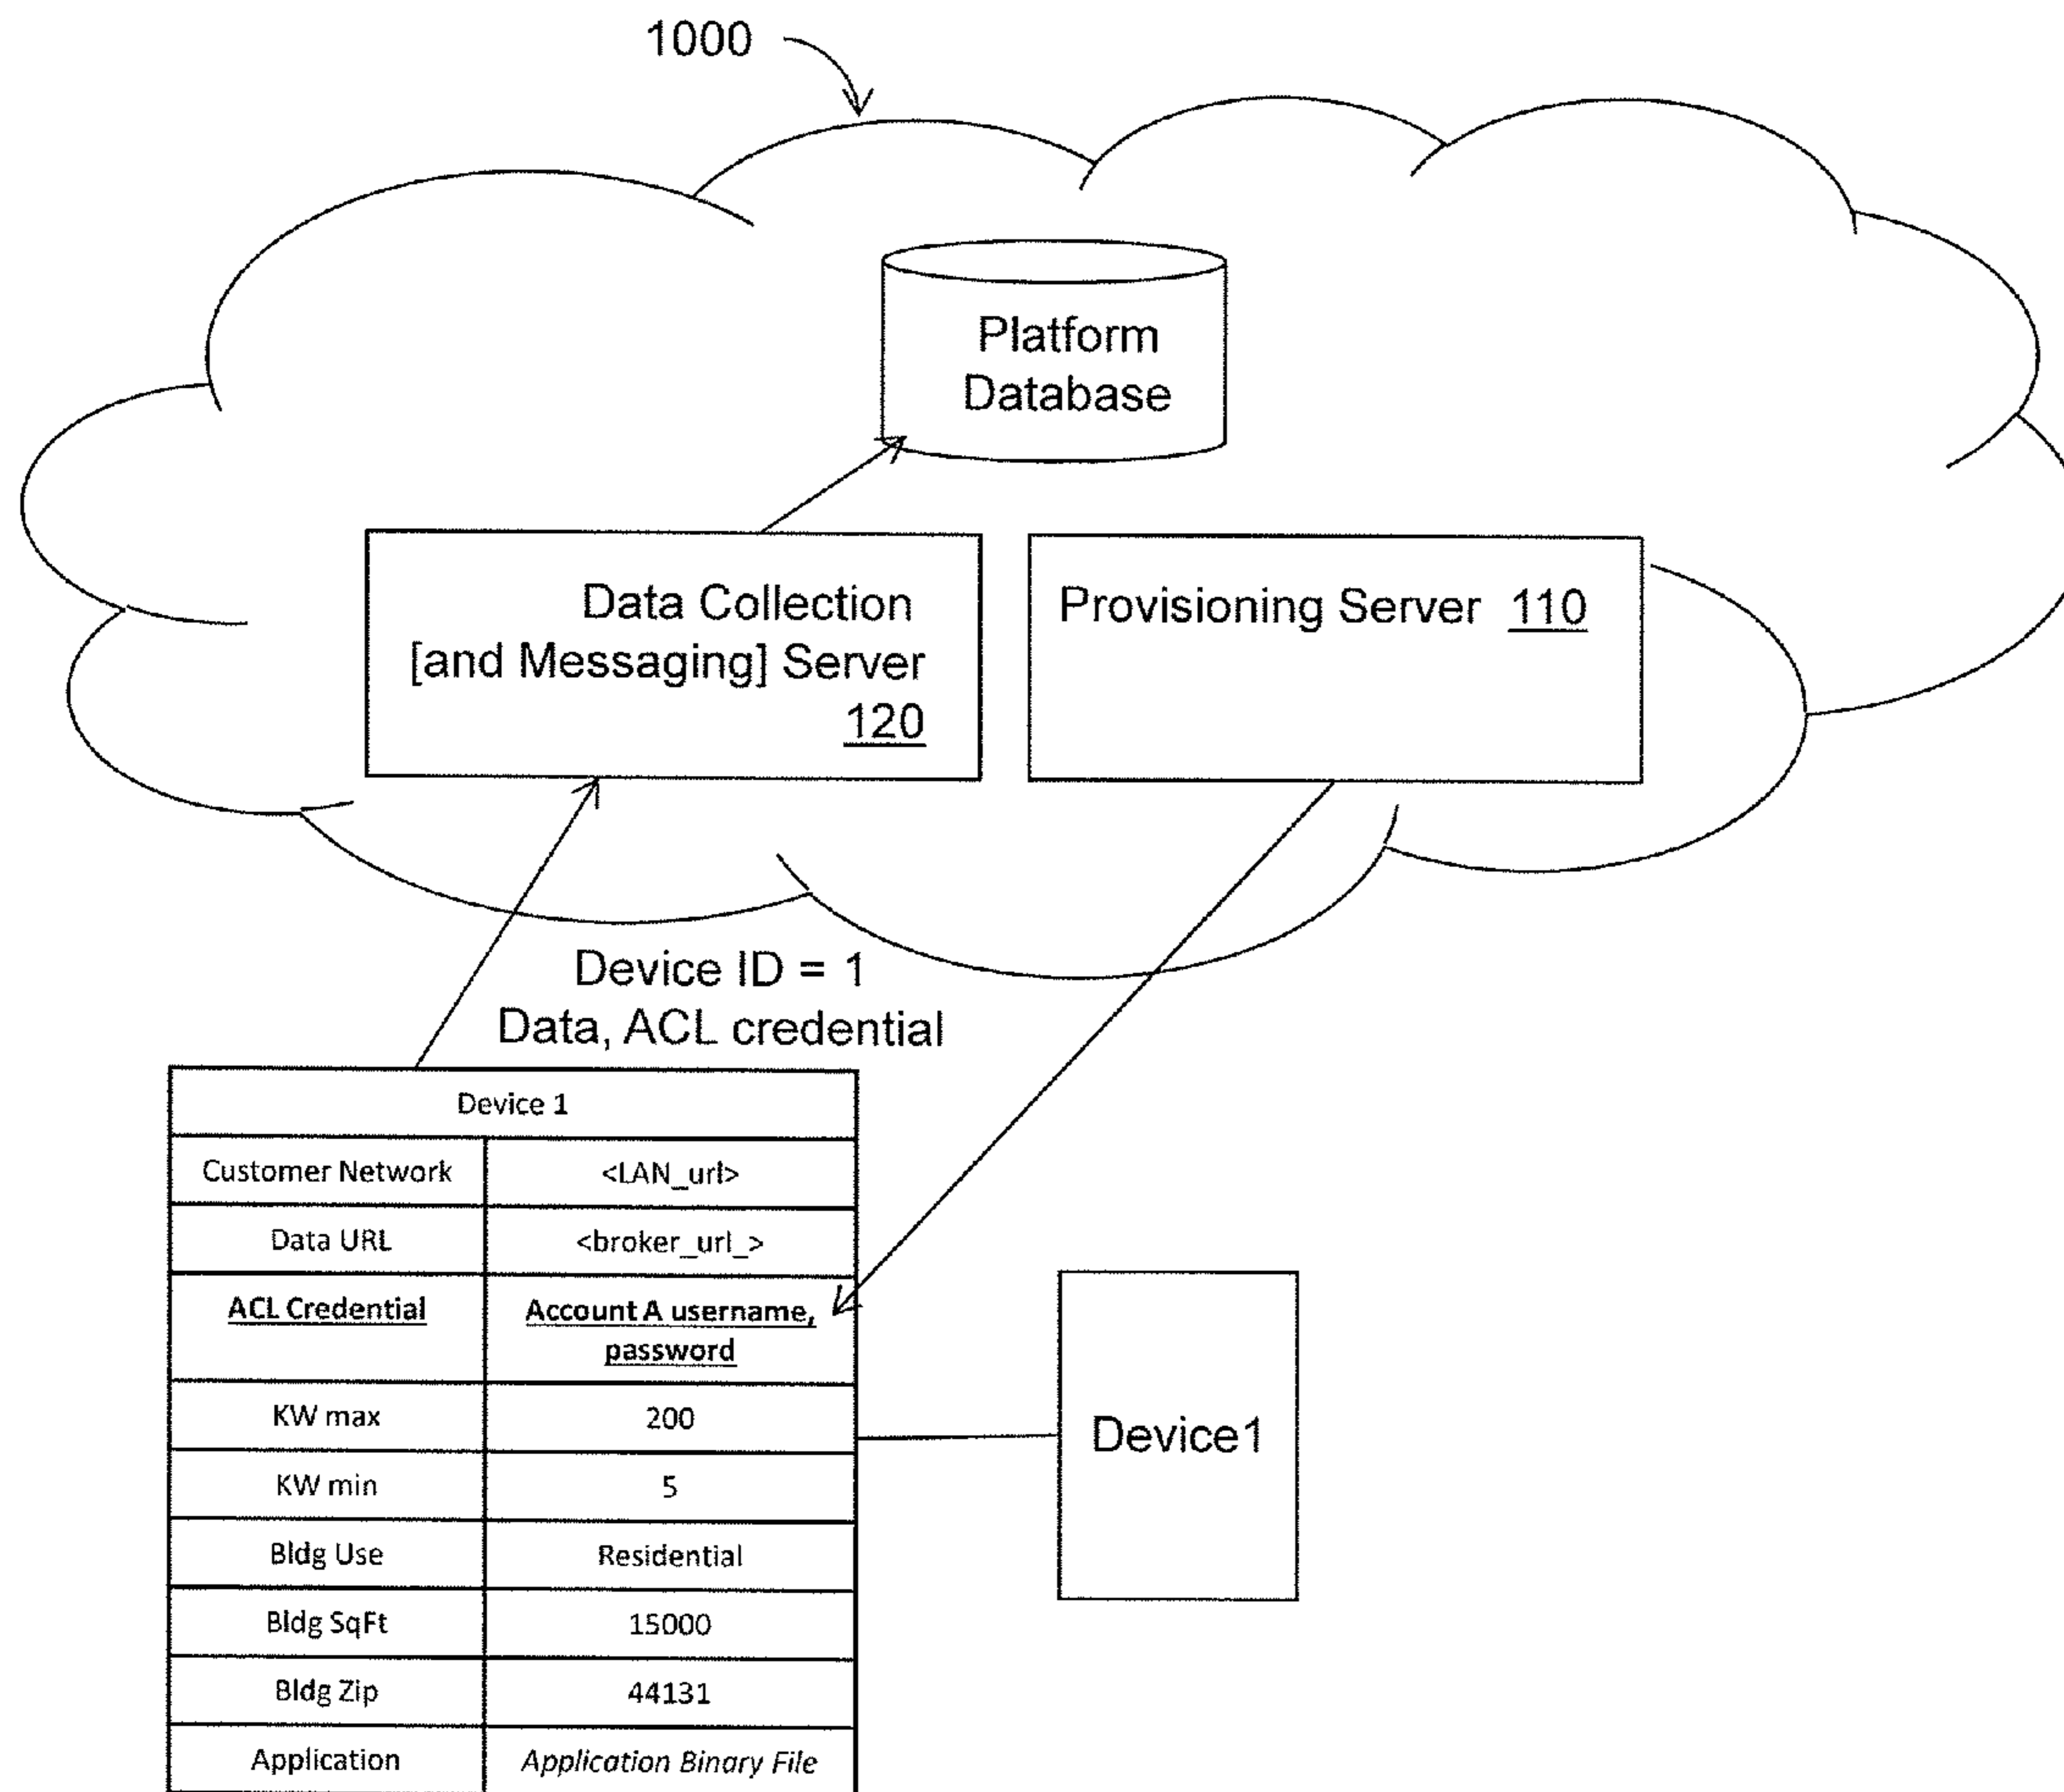 1000
Platform
Database
Data Collection
[and Messaging] Server
120
Provisioning Server 110
Device ID = 1
Data, ACL credential
Device 1
Customer Network <LAN_url>
Data URL <broker_url_>
ACL Credential Account A username,
password
KW max 200
KW min 5
Bldg Use Residential
Bldg SqFt 15000
Bldg Zip 44131
Application Application Binary File
Device1